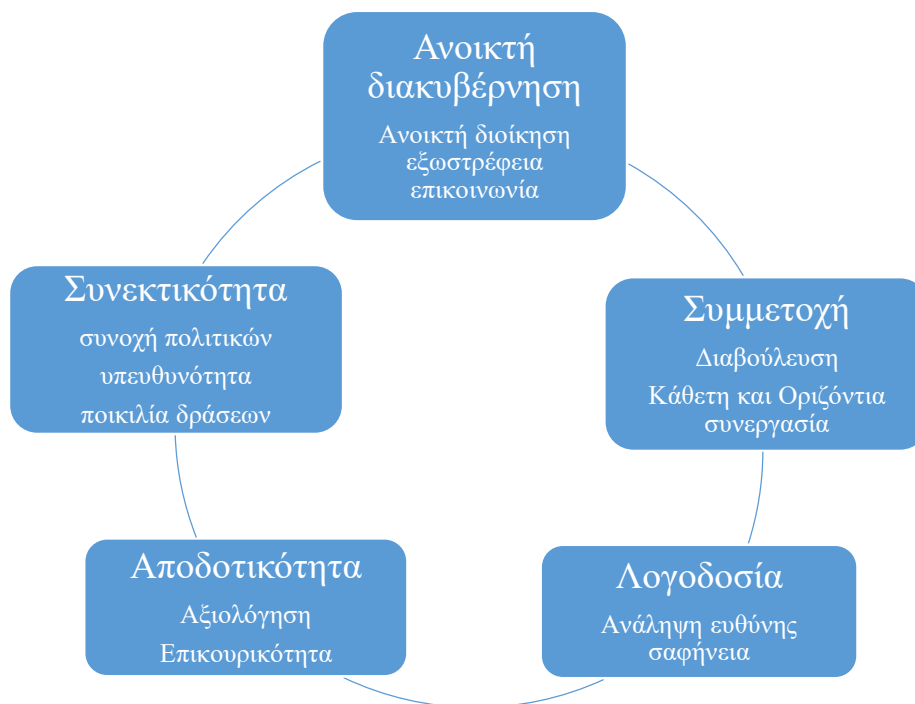 Ανοικτή
διακυβέρνηση
Ανοικτή διοίκηση
εξωστρέφεια
επικοινωνία
Συμμετοχή
Διαβούλευση
Κάθετη και Οριζόντια
συνεργασία
Λογοδοσία
Ανάληψη ευθύνης
σαφήνεια
Αποδοτικότητα
Αξιολόγηση
Επικουρικότητα
Συνεκτικότητα
συνοχή πολιτικών
υπευθυνότητα
ποικιλία δράσεων